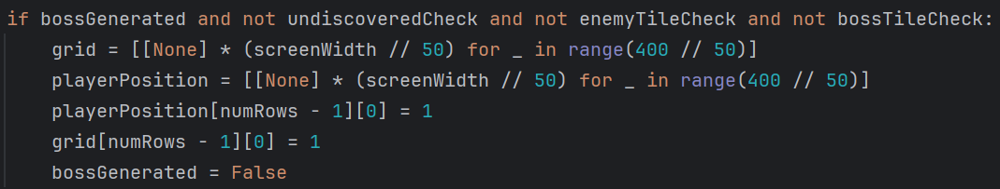 if bossGenerated and not undiscoveredCheck and not enemyTileCheck and not bossTileCheck:
    grid = [[None] * (screenWidth // 50) for _ in range(400 // 50)]
    playerPosition = [[None] * (screenWidth // 50) for _ in range(400 // 50)]
    playerPosition[numRows - 1][0] = 1
    grid[numRows - 1][0] = 1
    bossGenerated = False